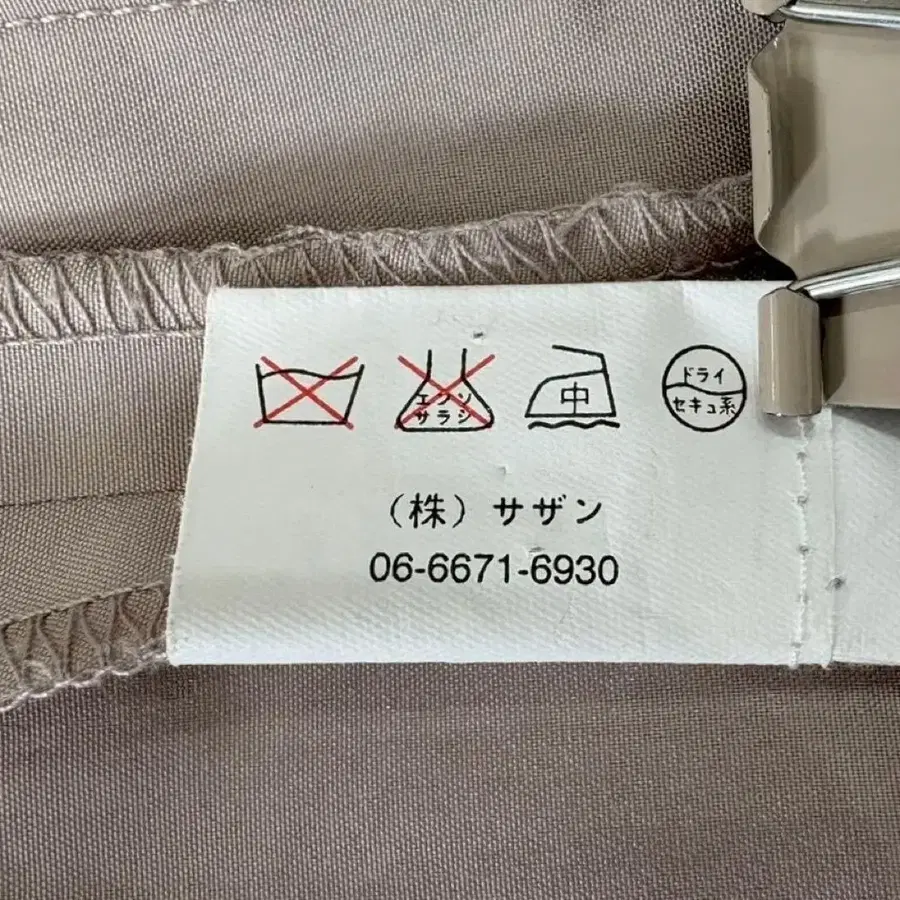 エンソ
サラシ
中
ドライ
セキユ系
（株）サザン
06-6671-6930